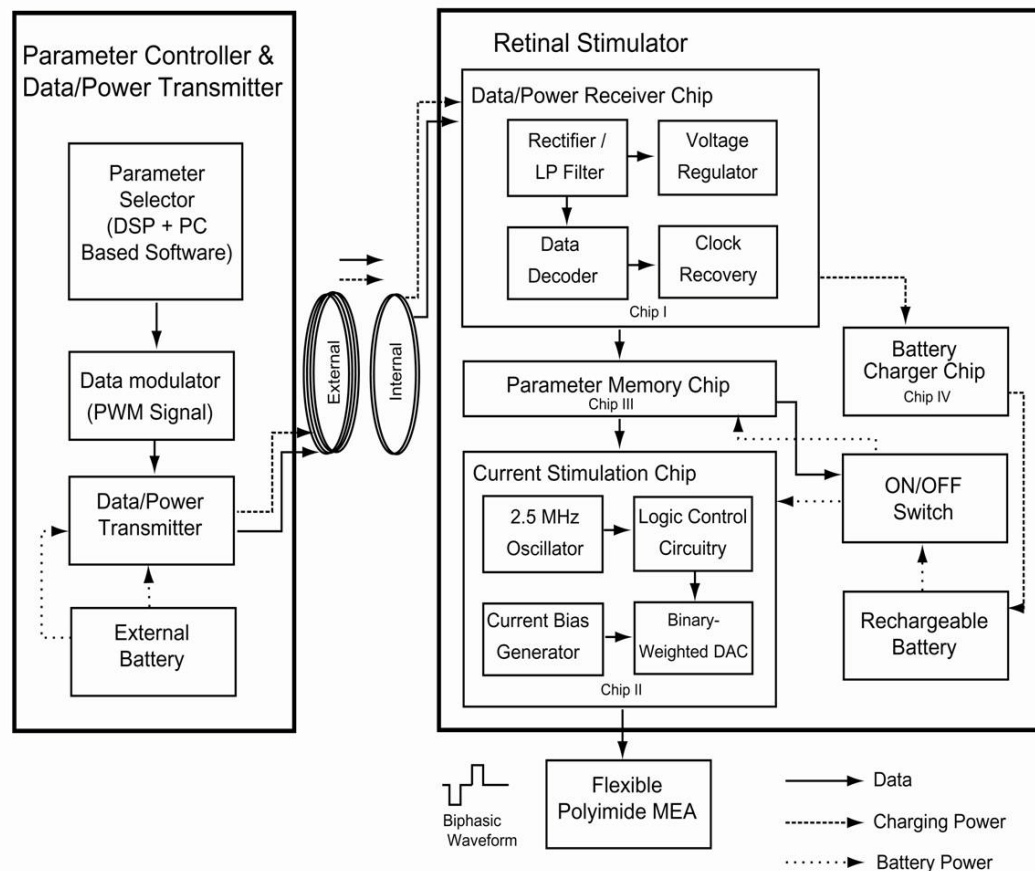 Parameter Controller &
Data/Power Transmitter
Parameter
Selector
(DSP + PC
Based Software)
Data modulator
(PWM Signal)
Data/Power
Transmitter
External
Battery
External
Internal
Retinal Stimulator
Data/Power Receiver Chip
Rectifier /
LP Filter
Voltage
Regulator
Data
Decoder
Clock
Recovery
Chip I
Parameter Memory Chip
Chip III
Battery
Charger Chip
Chip IV
Current Stimulation Chip
2.5 MHz
Oscillator
Logic Control
Circuitry
Current Bias
Generator
Binary-
Weighted DAC
Chip II
ON/OFF
Switch
Rechargeable
Battery
Biphasic
Waveform
Flexible
Polyimide MEA
Data
Charging Power
Battery Power